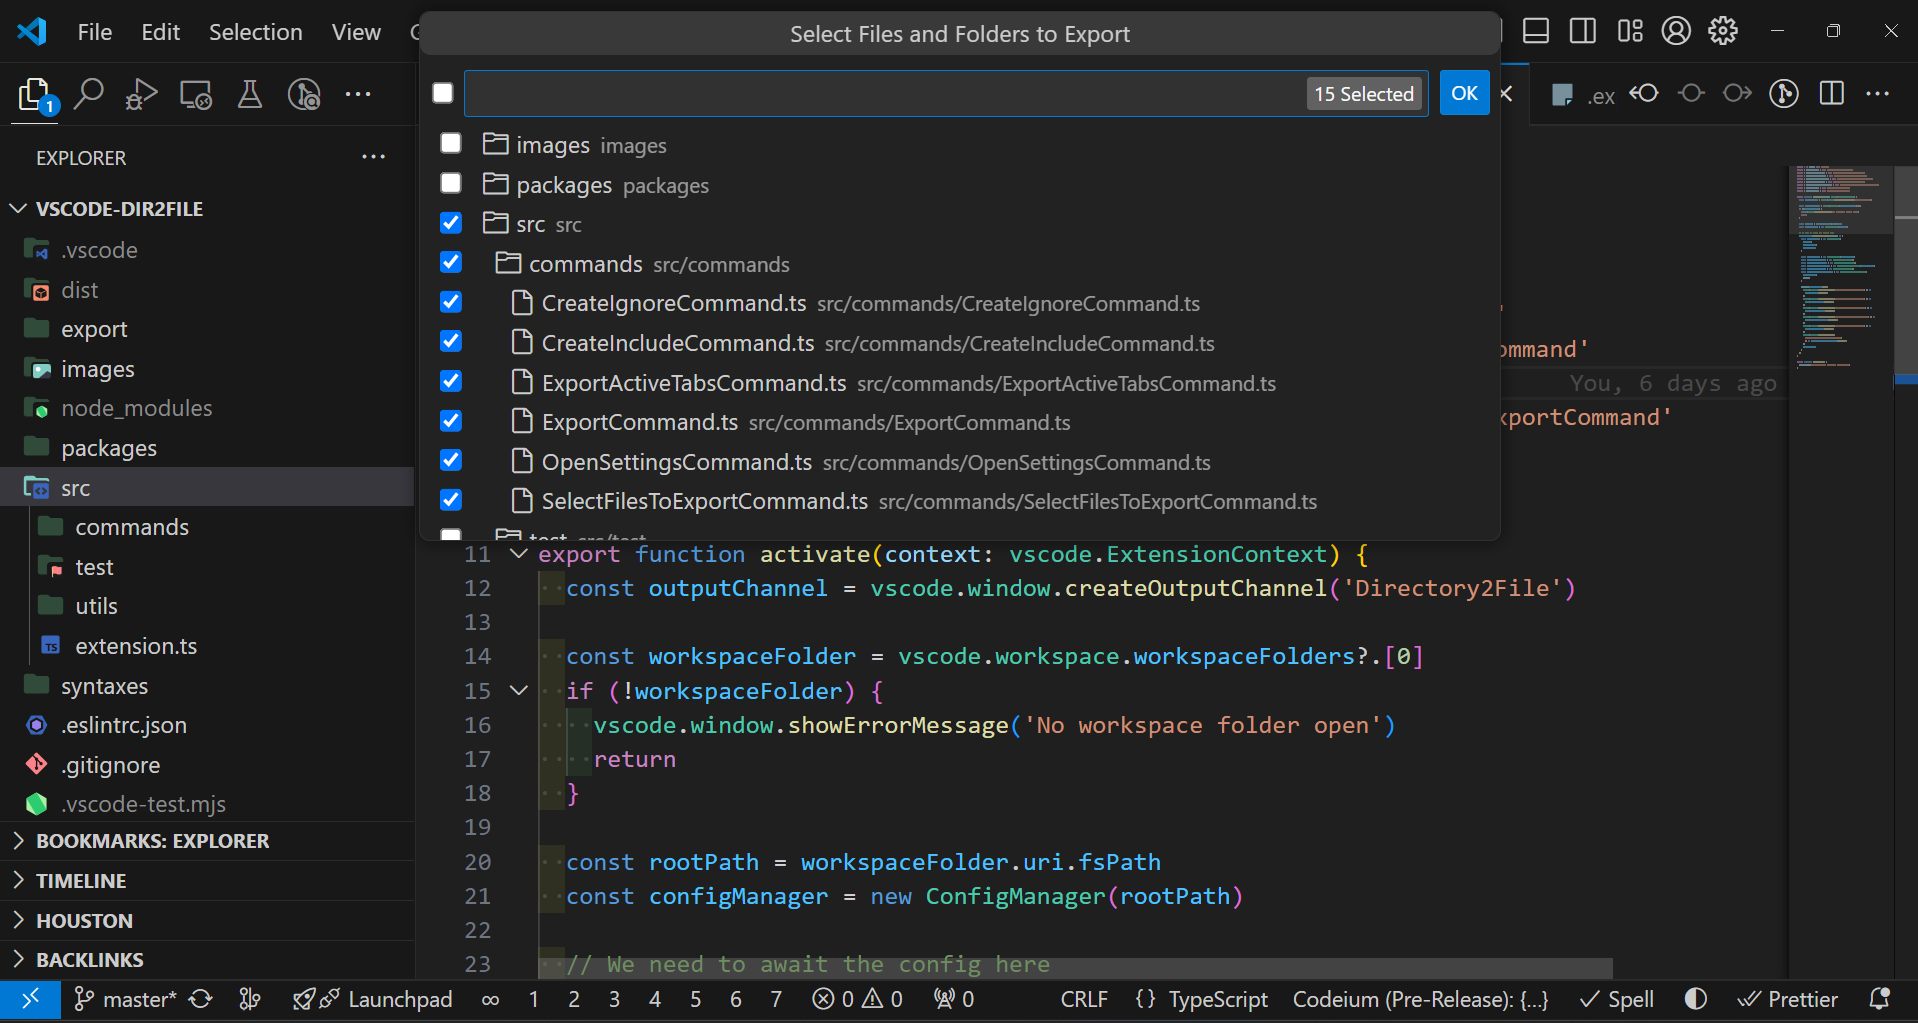 File Edit Selection View
Select Files and Folders to Export
1
15 Selected
OK
.ex
EXPLORER
VSCODE-DIR2FILE
.vscode
dist
export
images
node_modules
packages
src
commands
test
utils
extension.ts
syntaxes
.eslintrc.json
.gitignore
.vscode-test.mjs
BOOKMARKS: EXPLORER
TIMELINE
HOUSTON
BACKLINKS
images images
packages packages
src src
commands src/commands
CreateIgnoreCommand.ts src/commands/CreateIgnoreCommand.ts
CreateIncludeCommand.ts src/commands/CreateIncludeCommand.ts
ExportActiveTabsCommand.ts src/commands/ExportActiveTabsCommand.ts
ExportCommand.ts src/commands/ExportCommand.ts
OpenSettingsCommand.ts src/commands/OpenSettingsCommand.ts
SelectFilesToExportCommand.ts src/commands/SelectFilesToExportCommand.ts
test src/test
ommand'
You, 6 days ago
xportCommand'
11 export function activate(context: vscode.ExtensionContext) {
12 const outputChannel = vscode.window.createOutputChannel('Directory2File')
13
14 const workspaceFolder = vscode.workspace.workspaceFolders?.[0]
15 if (!workspaceFolder) {
16 vscode.window.showErrorMessage('No workspace folder open')
17 return
18 }
19
20 const rootPath = workspaceFolder.uri.fsPath
21 const configManager = new ConfigManager(rootPath)
22
23 // We need to await the config here
master* Launchpad ∞ 1 2 3 4 5 6 7 0 0 0 CRLF {} TypeScript Codeium (Pre-Release): {...} Spell Prettier